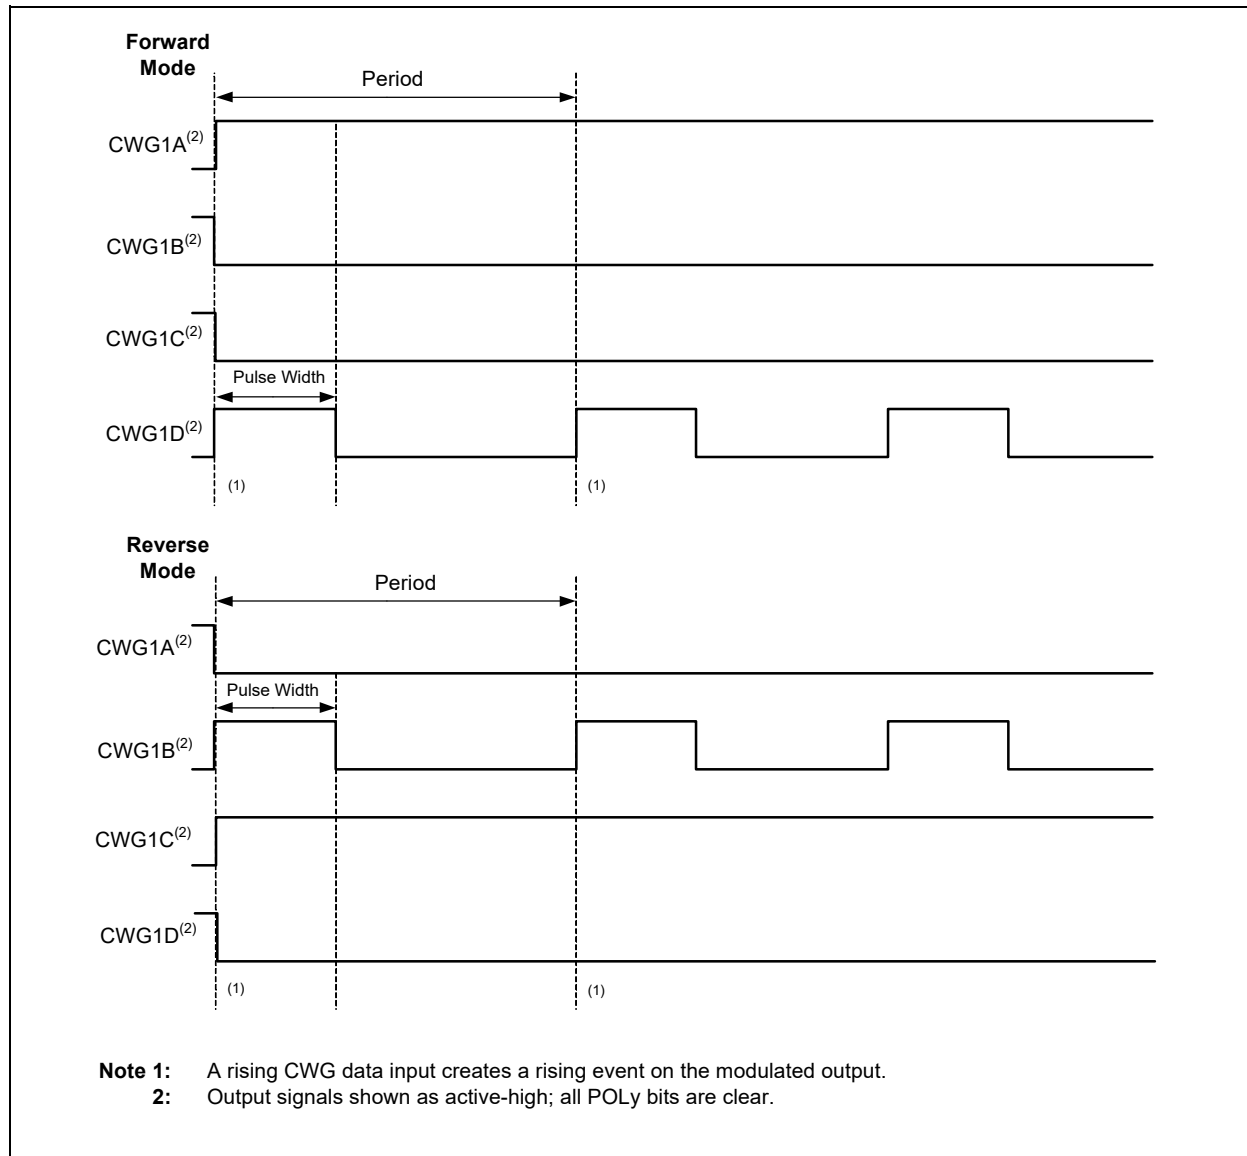 Forward
Mode
Period
CWG1A(2)
CWG1B(2)
CWG1C(2)
Pulse Width
CWG1D(2)
(1)
(1)
Reverse
Mode
Period
CWG1A(2)
Pulse Width
CWG1B(2)
CWG1C(2)
CWG1D(2)
(1)
(1)
Note 1: A rising CWG data input creates a rising event on the modulated output.
2: Output signals shown as active-high; all POLy bits are clear.